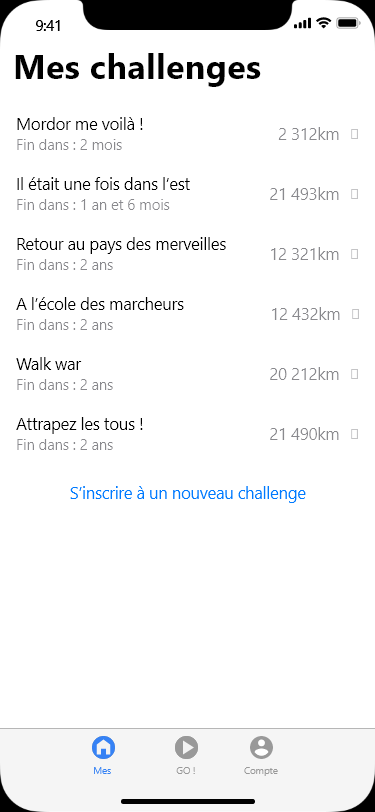 9:41
Mes challenges
Mordor me voilà !
Fin dans : 2 mois
2 312km
Il était une fois dans l’est
Fin dans : 1 an et 6 mois
21 493km
Retour au pays des merveilles
Fin dans : 2 ans
12 321km
A l’école des marcheurs
Fin dans : 2 ans
12 432km
Walk war
Fin dans : 2 ans
20 212km
Attrapez les tous !
Fin dans : 2 ans
21 490km
S’inscrire à un nouveau challenge
Mes
GO !
Compte